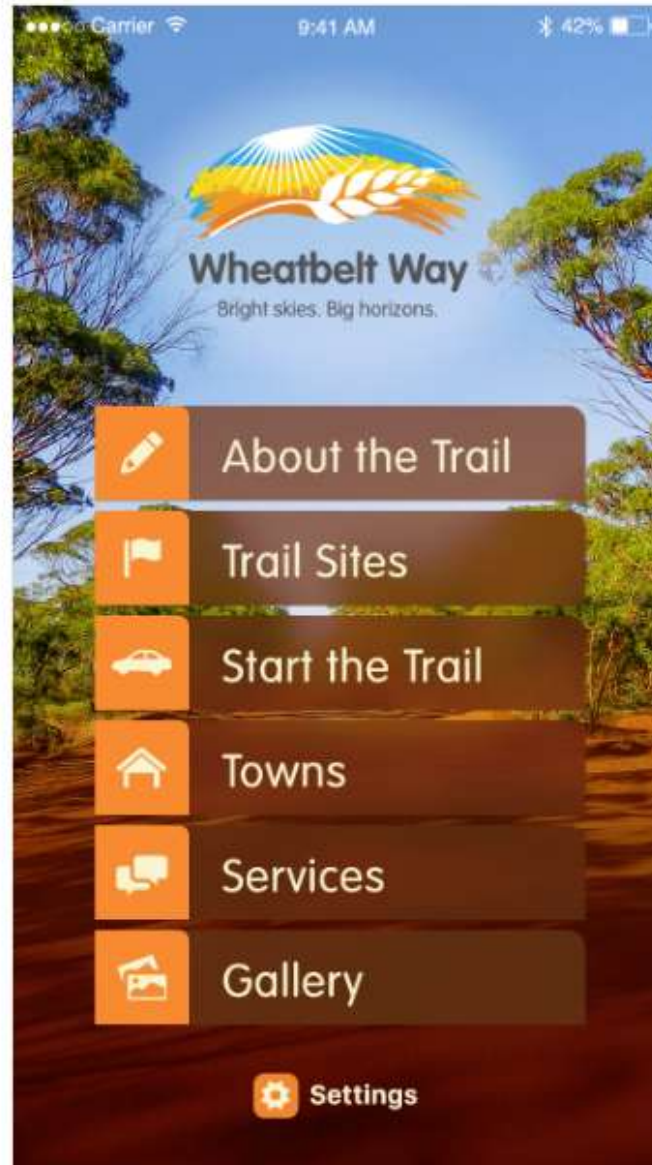 Carrier 9:41 AM 42%
Wheatbelt Way
Bright skies. Big horizons.
About the Trail
Trail Sites
Start the Trail
Towns
Services
Gallery
Settings